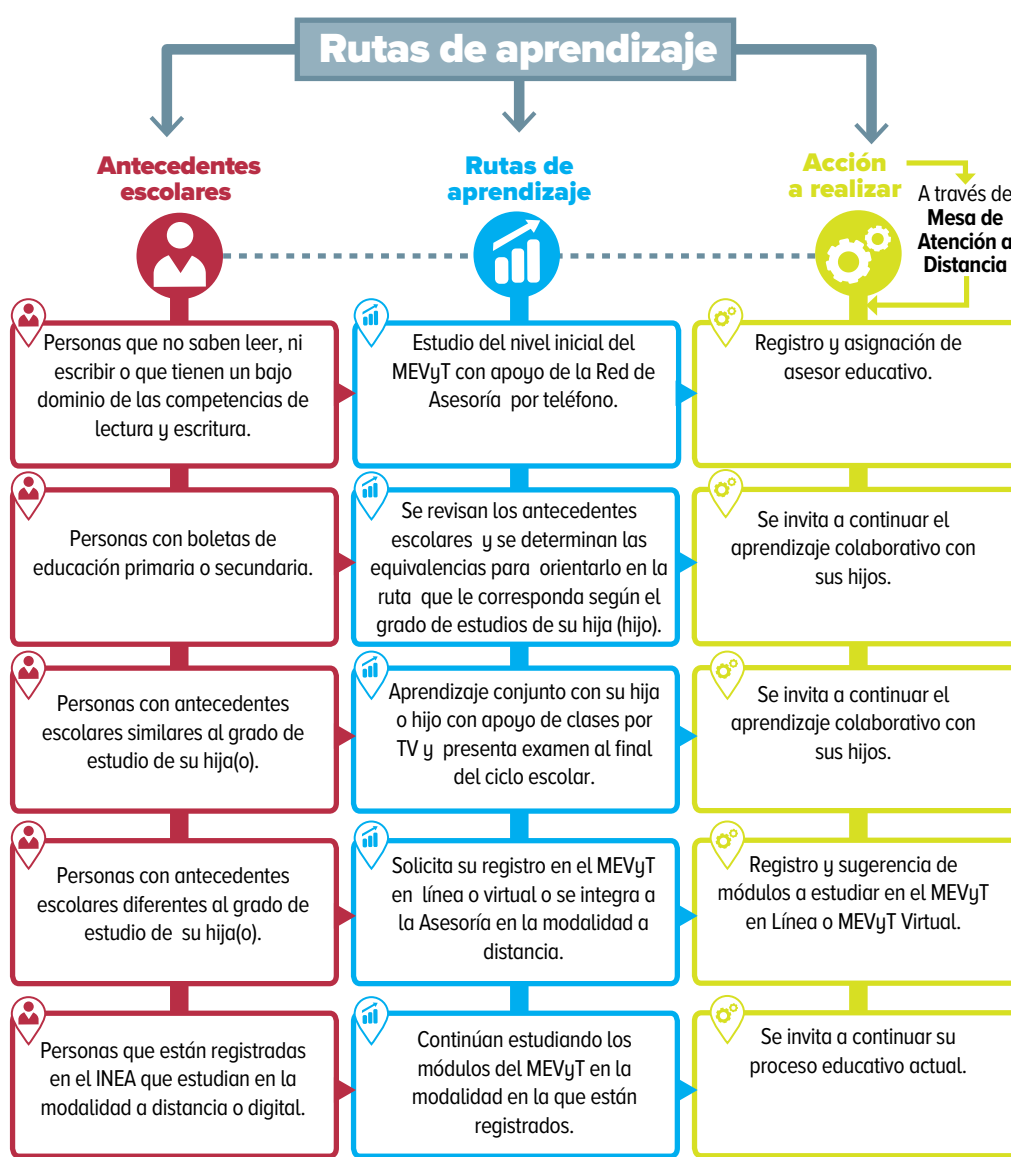 Rutas de aprendizaje
Antecedentes
escolares
Rutas de
aprendizaje
Acción
a realizar
A través de
Mesa de
Atención a
Distancia
Personas que no saben leer, ni
escribir o que tienen un bajo
dominio de las competencias de
lectura y escritura.
Estudio del nivel inicial del
MEVyT con apoyo de la Red de
Asesoría por teléfono.
Registro y asignación de
asesor educativo.
Personas con boletas de
educación primaria o secundaria.
Se revisan los antecedentes
escolares y se determinan las
equivalencias para orientarlo en la
ruta que le corresponda según el
grado de estudios de su hija (hijo).
Se invita a continuar el
aprendizaje colaborativo con
sus hijos.
Personas con antecedentes
escolares similares al grado de
estudio de su hija(o).
Aprendizaje conjunto con su hija
o hijo con apoyo de clases por
TV y presenta examen al final
del ciclo escolar.
Se invita a continuar el
aprendizaje colaborativo con
sus hijos.
Personas con antecedentes
escolares diferentes al grado de
estudio de su hija(o).
Solicita su registro en el MEVyT
en línea o virtual o se integra a
la Asesoría en la modalidad a
distancia.
Registro y sugerencia de
módulos a estudiar en el MEVyT
en Línea o MEVyT Virtual.
Personas que están registradas
en el INEA que estudian en la
modalidad a distancia o digital.
Continúan estudiando los
módulos del MEVyT en la
modalidad en la que están
registrados.
Se invita a continuar su
proceso educativo actual.